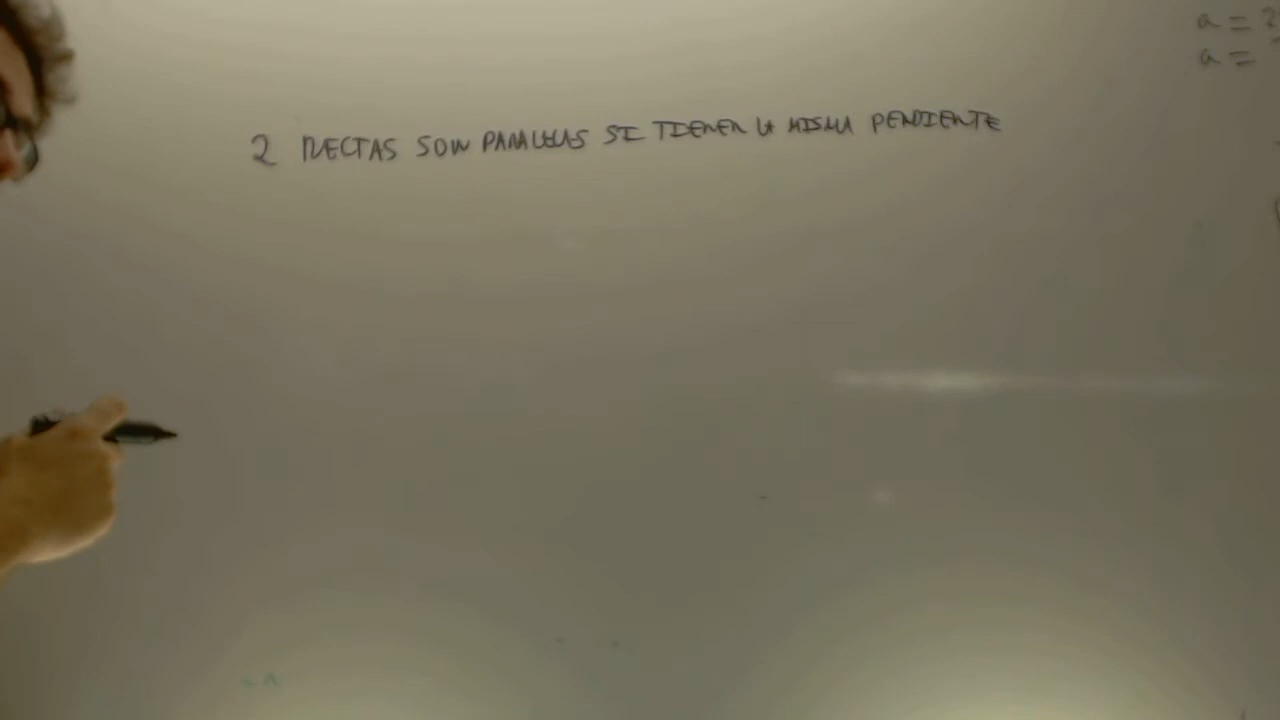 2 RECTAS SON PARALELAS SI TIENEN LA MISMA PENDIENTE
a =
a =